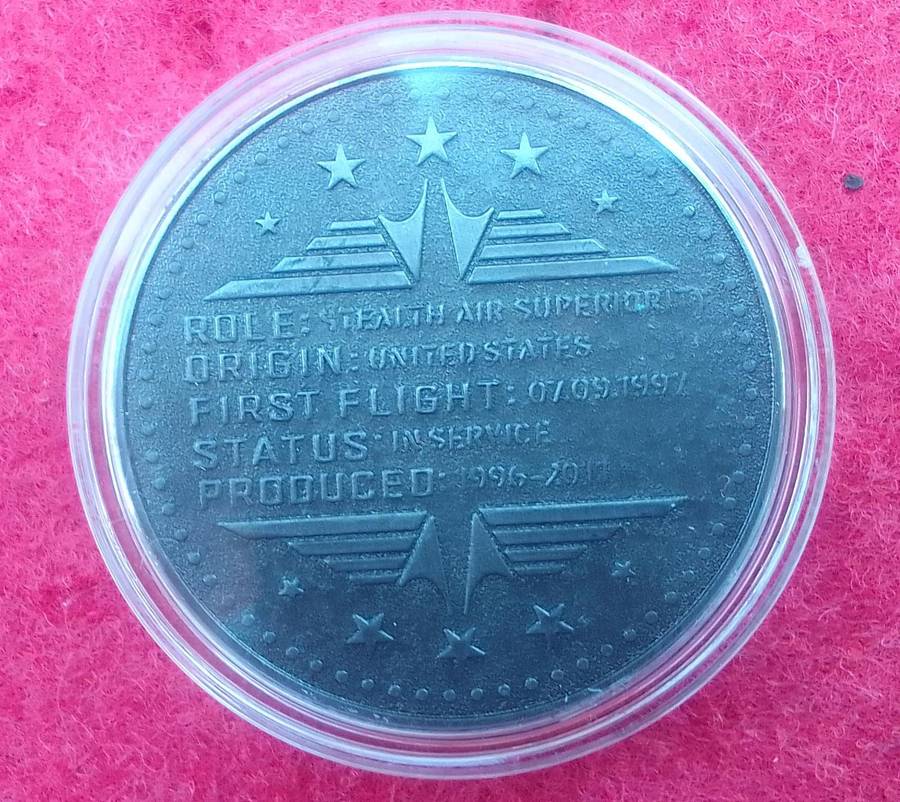 ROLE: STEALTH AIR SUPERIORITY
ORIGIN: UNITED STATES
FIRST FLIGHT: 07.09.1997
STATUS: IN SERVICE
PRODUCED: 1996-2011